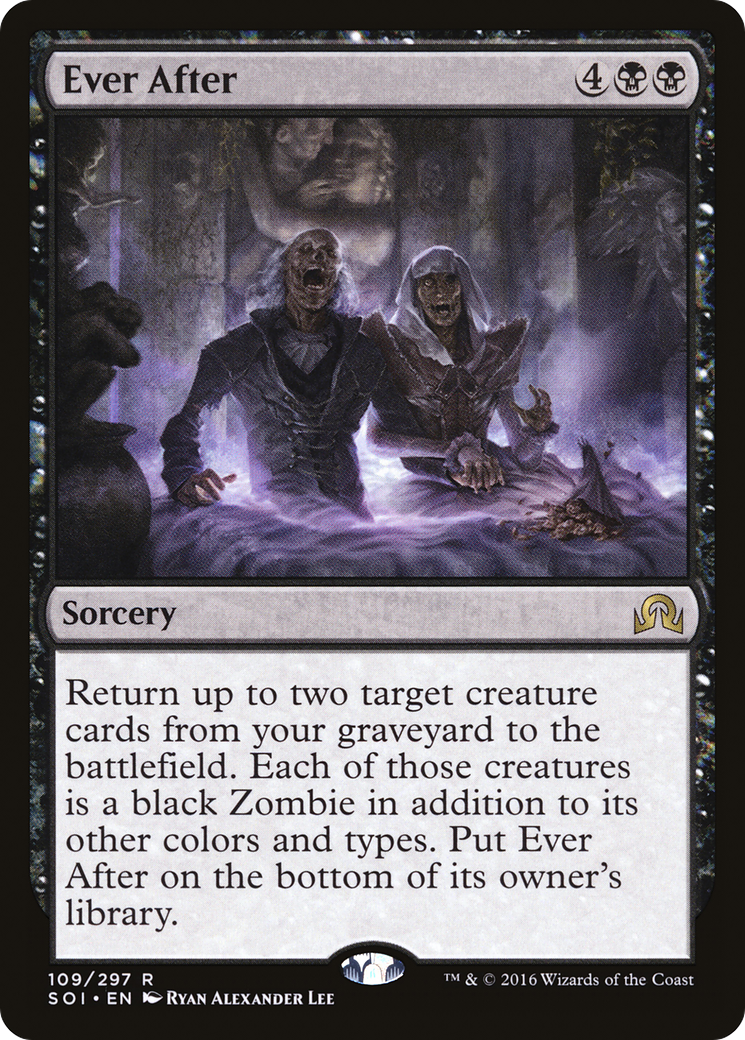 Ever After 4
Sorcery
Return up to two target creature
cards from your graveyard to the
battlefield. Each of those creatures
is a black Zombie in addition to its
other colors and types. Put Ever
After on the bottom of its owner's
library.
109/297 R
SOI • EN Ryan Alexander Lee
™ & © 2016 Wizards of the Coast